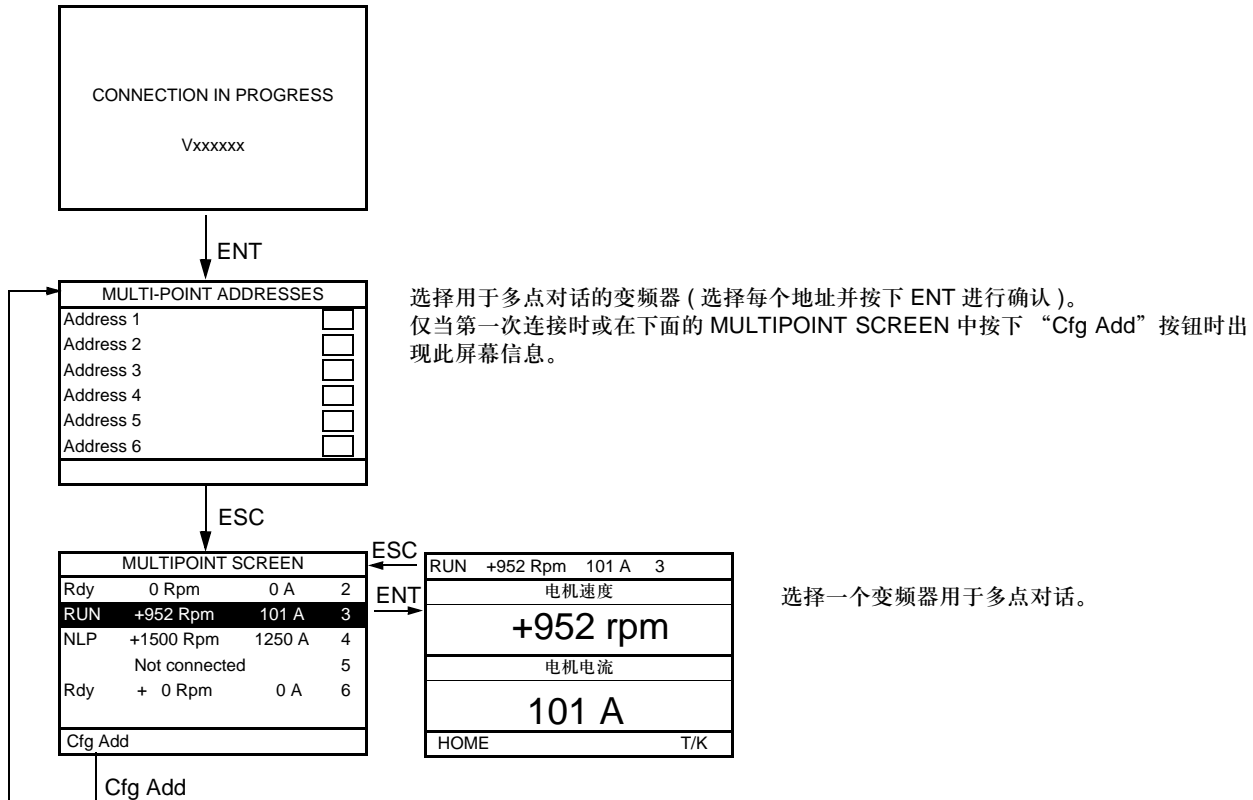 CONNECTION IN PROGRESS
Vxxxxxx
ENT
MULTI-POINT ADDRESSES
Address 1
Address 2
Address 3
Address 4
Address 5
Address 6
选择用于多点对话的变频器 ( 选择每个地址并按下 ENT 进行确认 )。
仅当第一次连接时或在下面的 MULTIPOINT SCREEN 中按下 “Cfg Add”按钮时出
现此屏幕信息。
ESC
MULTIPOINT SCREEN
Rdy 0 Rpm 0 A 2
RUN +952 Rpm 101 A 3
NLP +1500 Rpm 1250 A 4
Not connected 5
Rdy + 0 Rpm 0 A 6
Cfg Add
ESC
ENT
RUN +952 Rpm 101 A 3
电机速度
+952 rpm
电机电流
101 A
HOME T/K
选择一个变频器用于多点对话。
Cfg Add